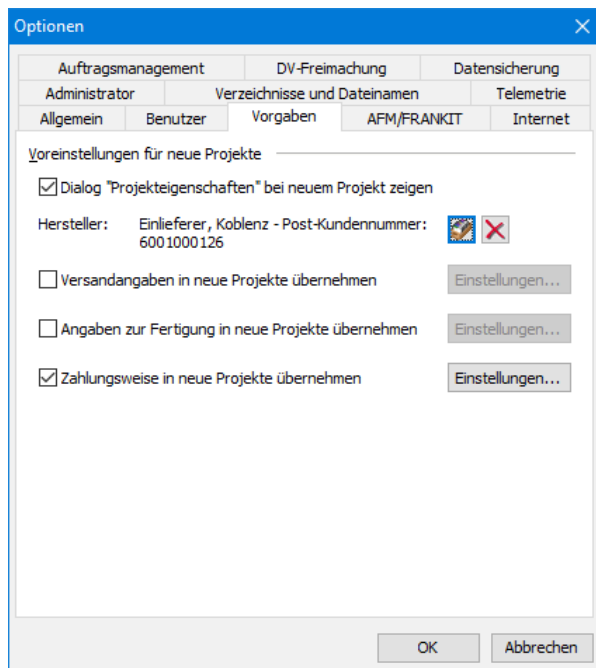 Optionen
Auftragsmanagement DV-Freimachung Datensicherung
Administrator Verzeichnisse und Dateinamen Telemetrie
Allgemein Benutzer Vorgaben AFM/FRANKIT Internet
Voreinstellungen für neue Projekte
Dialog "Projekteigenschaften" bei neuem Projekt zeigen
Hersteller: Einlieferer, Koblenz - Post-Kundennummer:
6001000126
Versandangaben in neue Projekte übernehmen Einstellungen...
Angaben zur Fertigung in neue Projekte übernehmen Einstellungen...
Zahlungsweise in neue Projekte übernehmen Einstellungen...
OK Abbrechen